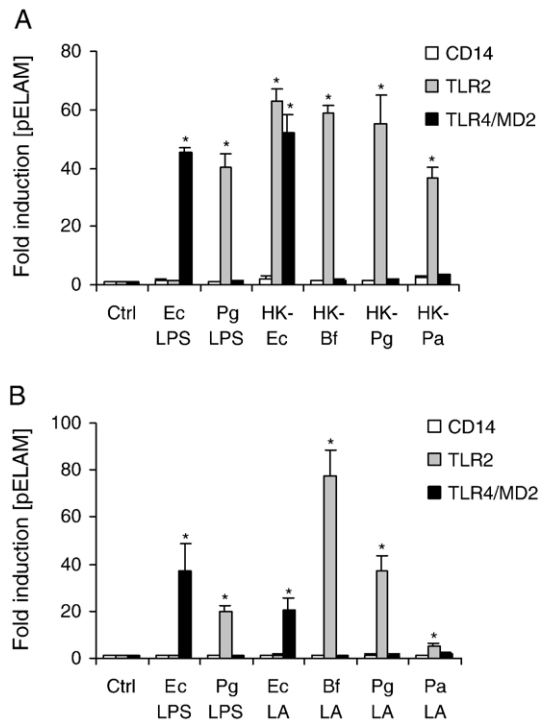 A
Fold induction [pELAM]
80
60
40
20
0
CD14
TLR2
TLR4/MD2
* * * * * * *
Ctrl Ec Pg HK- HK- HK- HK-
LPS LPS Ec Bf Pg Pa
B
Fold induction [pELAM]
100
80
60
40
20
0
CD14
TLR2
TLR4/MD2
* * * * * *
Ctrl Ec Pg Ec Bf Pg Pa
LPS LPS LA LA LA LA